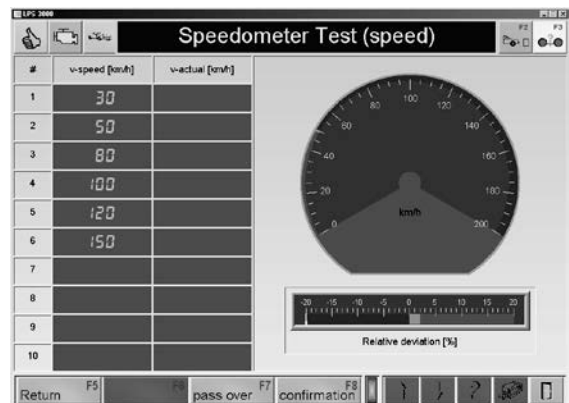 LPS 3000
Speedometer Test (speed)
F2
F3
# v-speed [km/h] v-actual [km/h]
1 30
2 50
3 80
4 100
5 120
6 150
7
8
9
10
0 20 40 60 80 100 120 140 160 180 200
km/h
-20 -15 -10 -5 0 5 10 15 20
Relative deviation [%]
Return F5
F6
pass over F7
confirmation F8